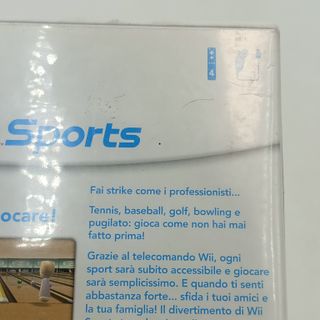 4
Sports
Fai strike come i professionisti...
ocare!
Tennis, baseball, golf, bowling e
pugilato: gioca come non hai mai
fatto prima!
Grazie al telecomando Wii, ogni
sport sarà subito accessibile e giocare
sarà semplicissimo. E quando ti senti
abbastanza forte... sfida i tuoi amici e
la tua famiglia! Il divertimento di Wii